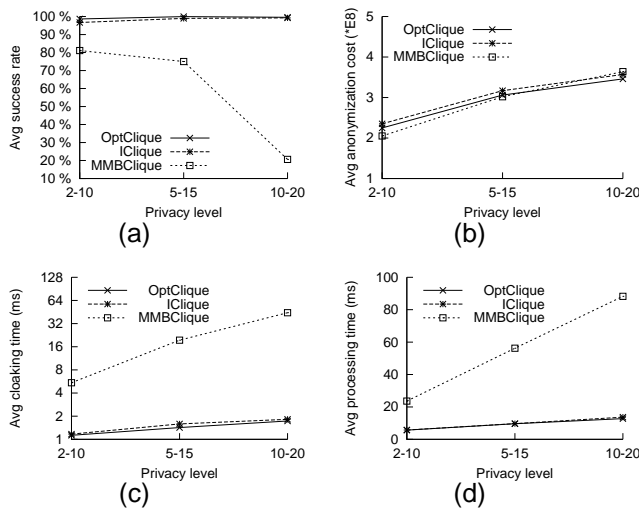 100 %
90 %
80 %
70 %
60 %
50 %
40 %
30 %
20 %
10 %
Avg success rate
OptClique
IClique
MMBClique
2-10
5-15
10-20
Privacy level
(a)
5
4
3
2
1
Avg anonymization cost (*E8)
OptClique
IClique
MMBClique
2-10
5-15
10-20
Privacy level
(b)
128
64
32
16
8
4
2
1
Avg cloaking time (ms)
OptClique
IClique
MMBClique
2-10
5-15
10-20
Privacy level
(c)
100
80
60
40
20
0
Avg processing time (ms)
OptClique
IClique
MMBClique
2-10
5-15
10-20
Privacy level
(d)